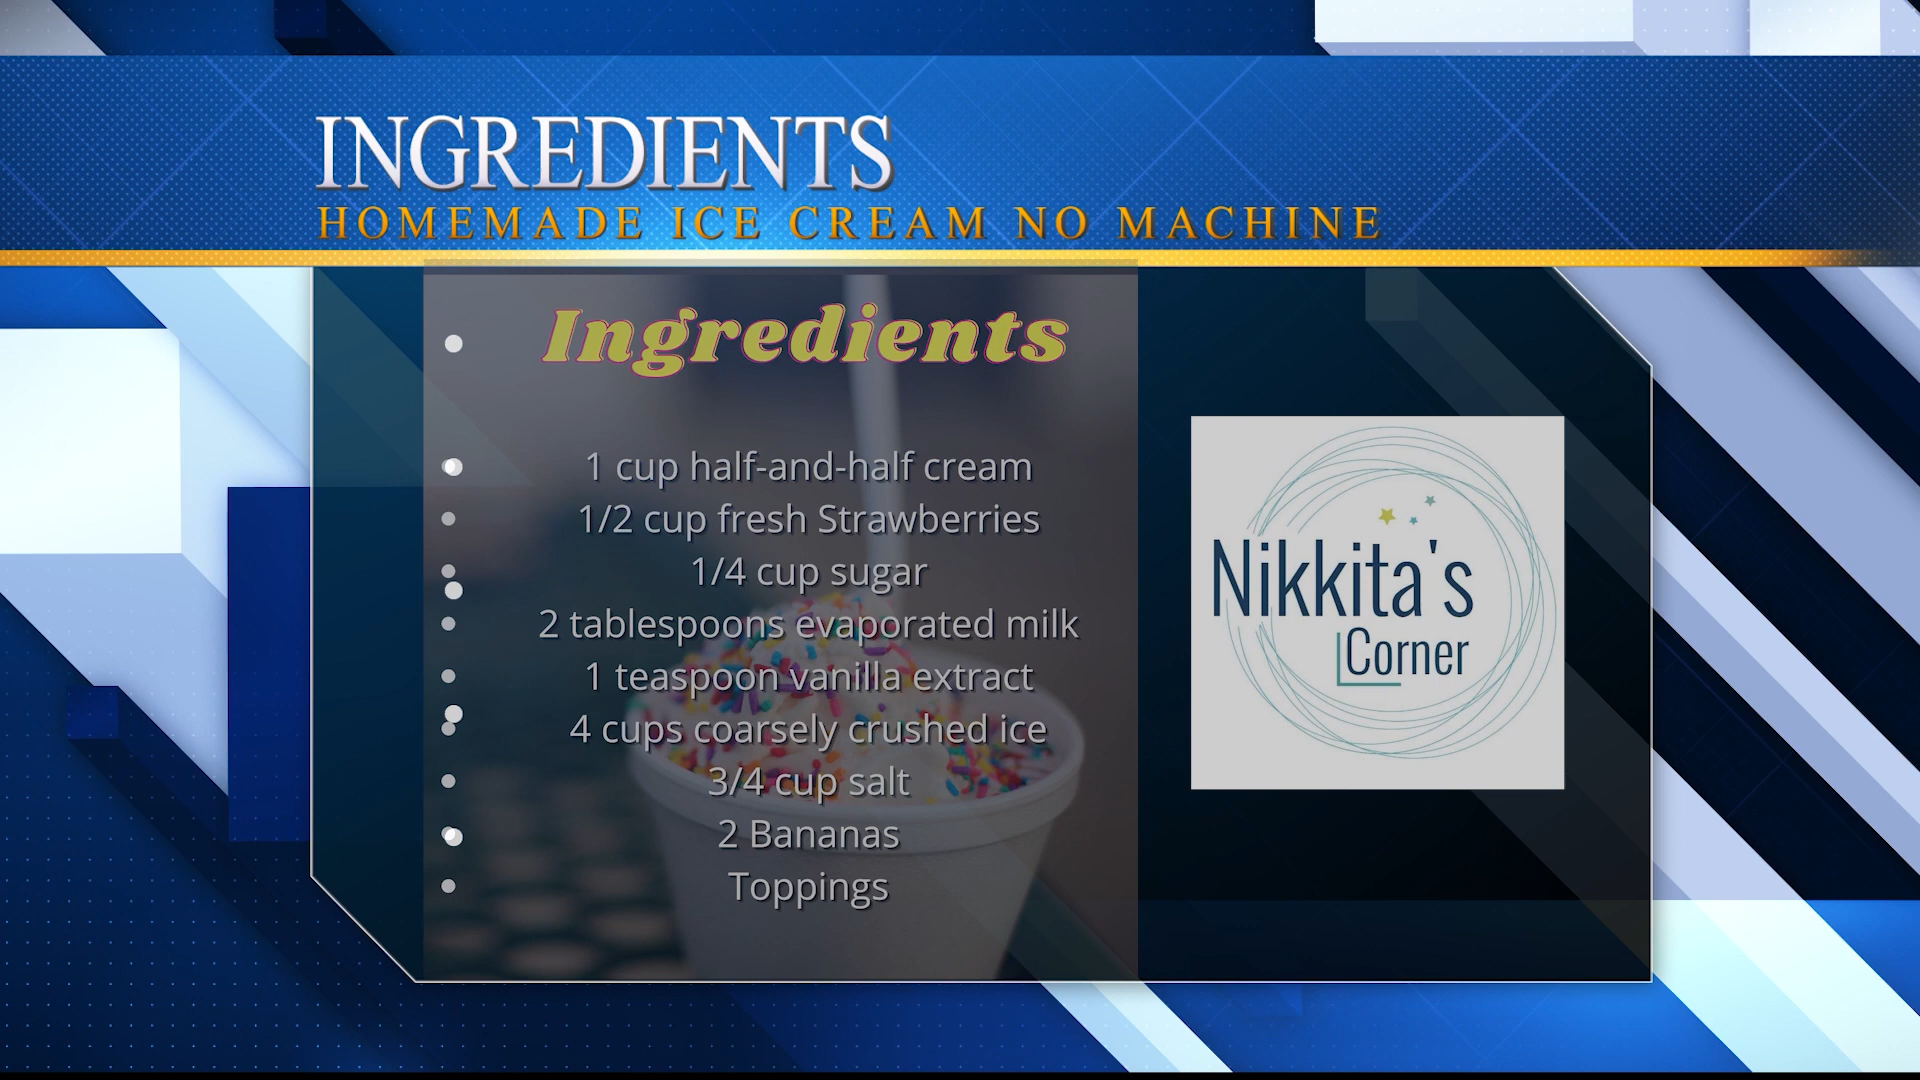 INGREDIENTS
HOMEMADE ICE CREAM NO MACHINE
Ingredients
1 cup half-and-half cream
1/2 cup fresh Strawberries
1/4 cup sugar
2 tablespoons evaporated milk
1 teaspoon vanilla extract
4 cups coarsely crushed ice
3/4 cup salt
2 Bananas
Toppings
Nikkita's
Corner